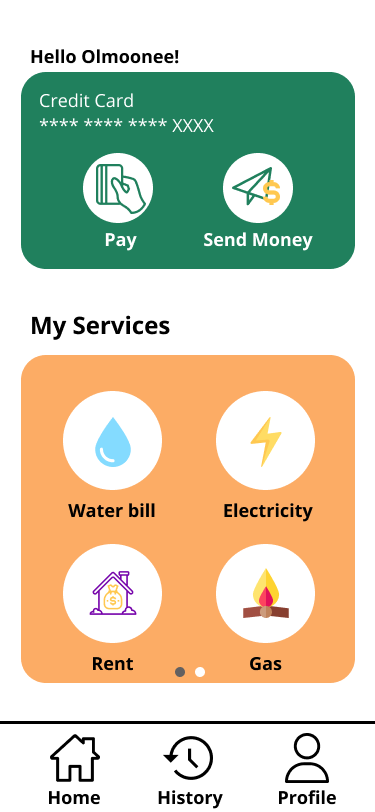 Hello Olmoonee!
Credit Card
**** **** **** XXXX
Pay
Send Money
My Services
Water bill
Electricity
$
Rent
Gas
Home
History
Profile